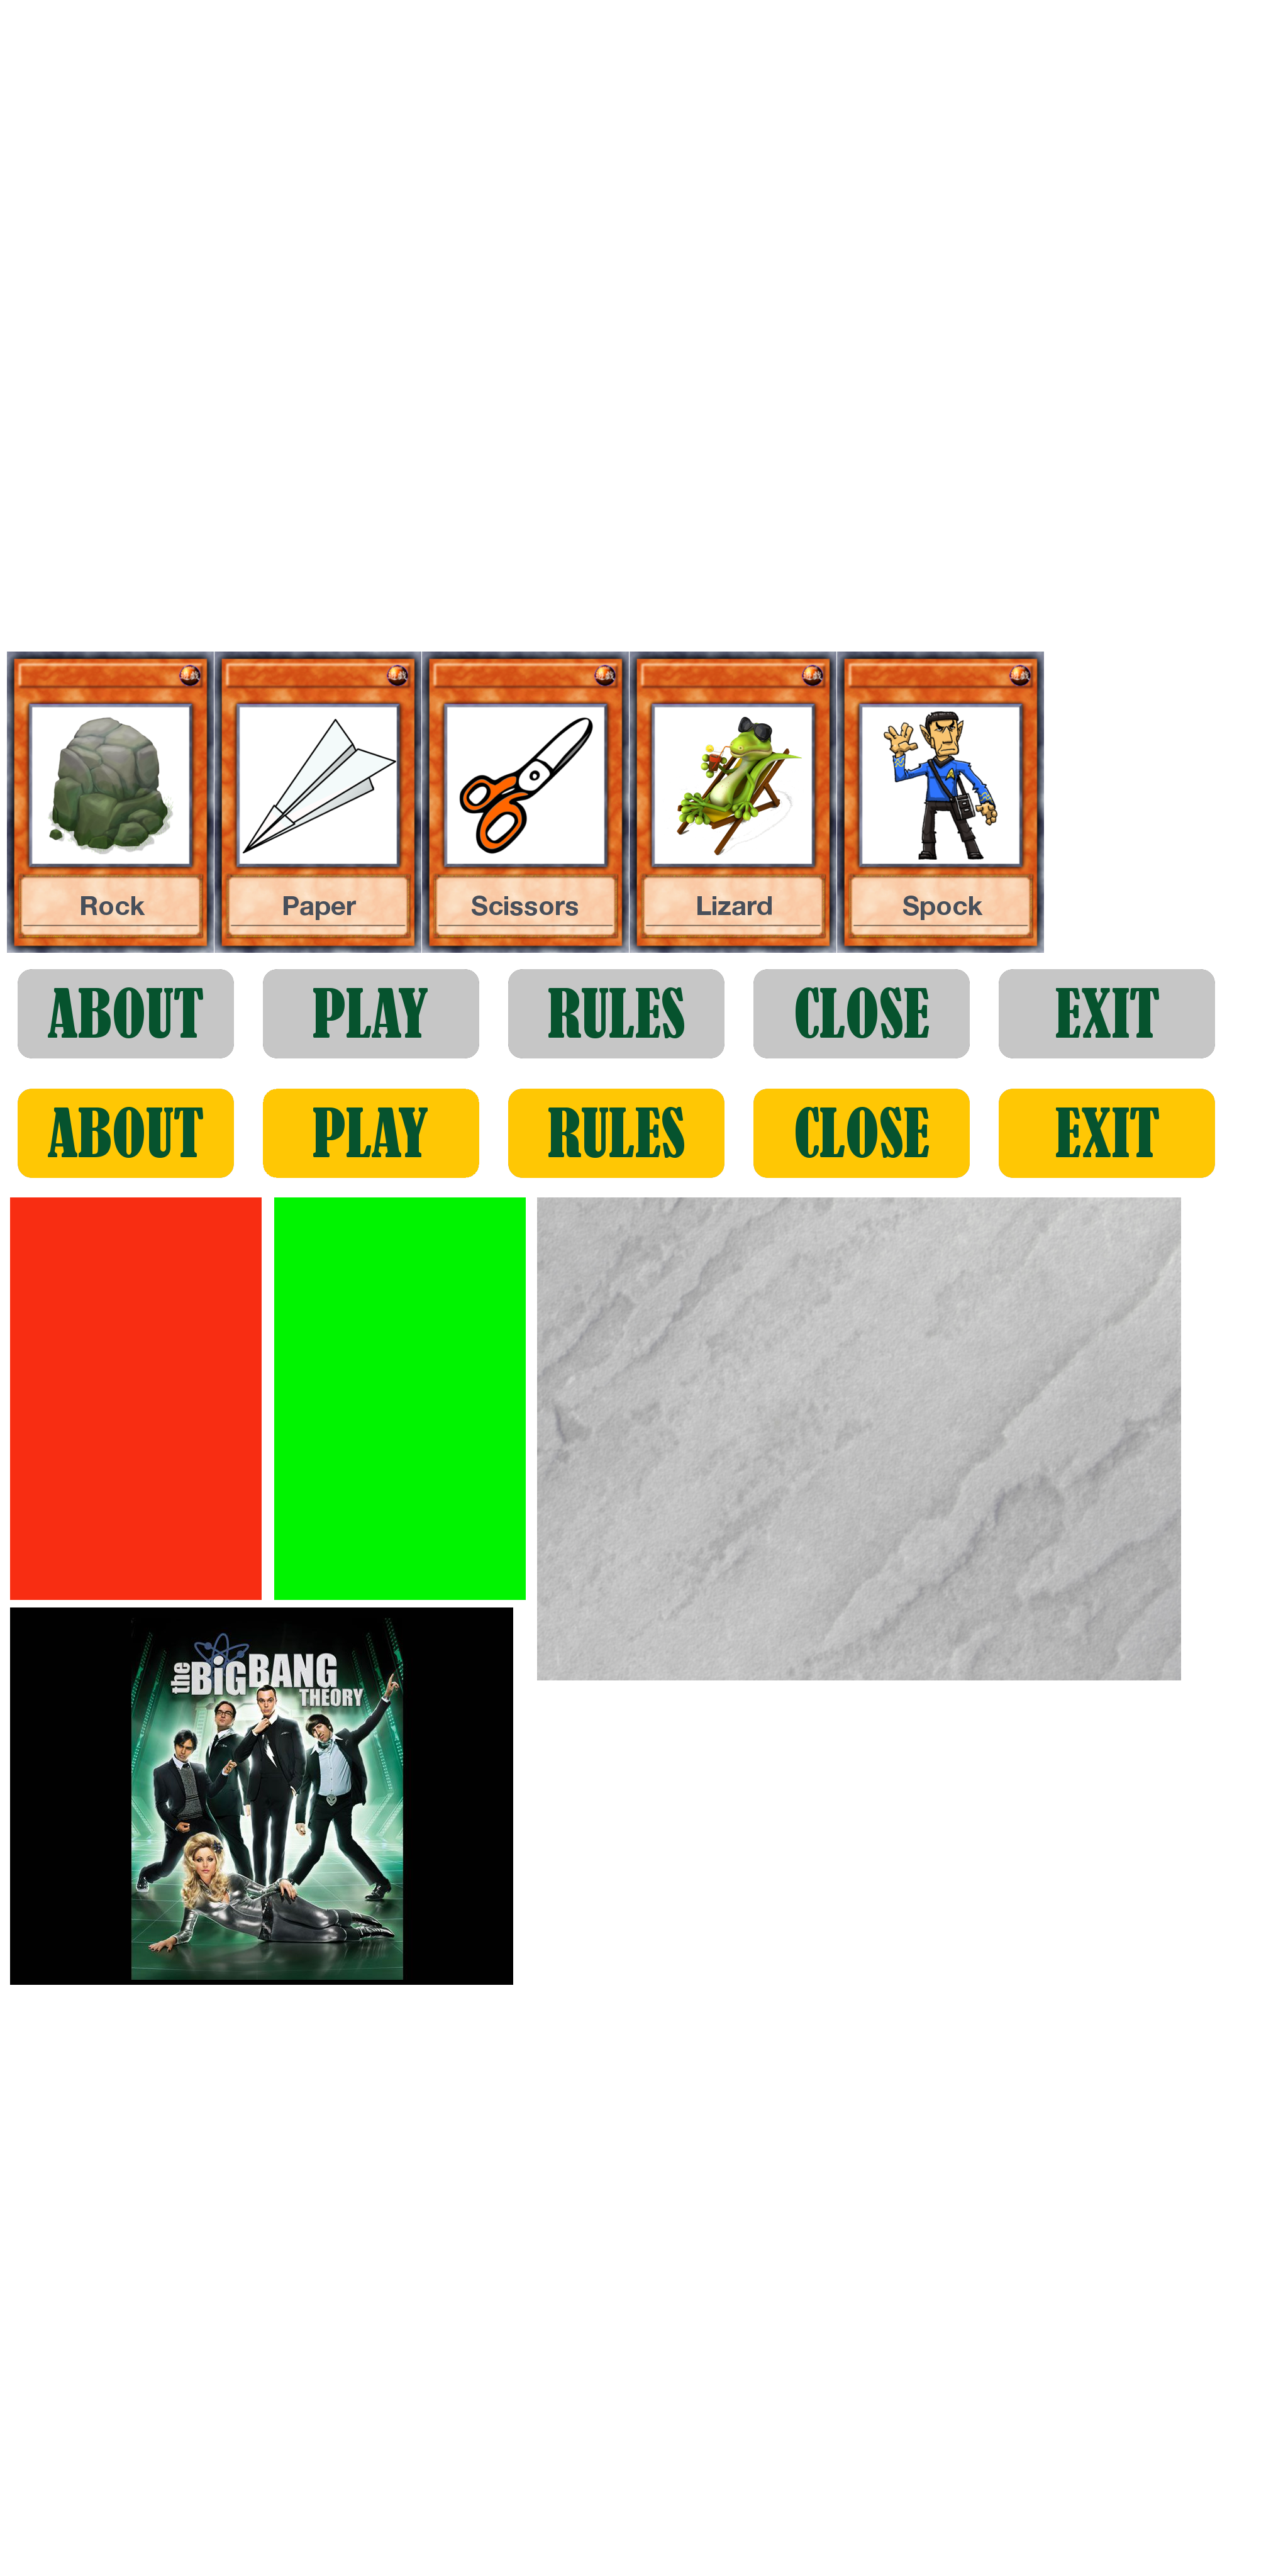 Rock Paper Scissors Lizard Spock
ABOUT PLAY RULES CLOSE EXIT
ABOUT PLAY RULES CLOSE EXIT
the BiG BANG
THEORY